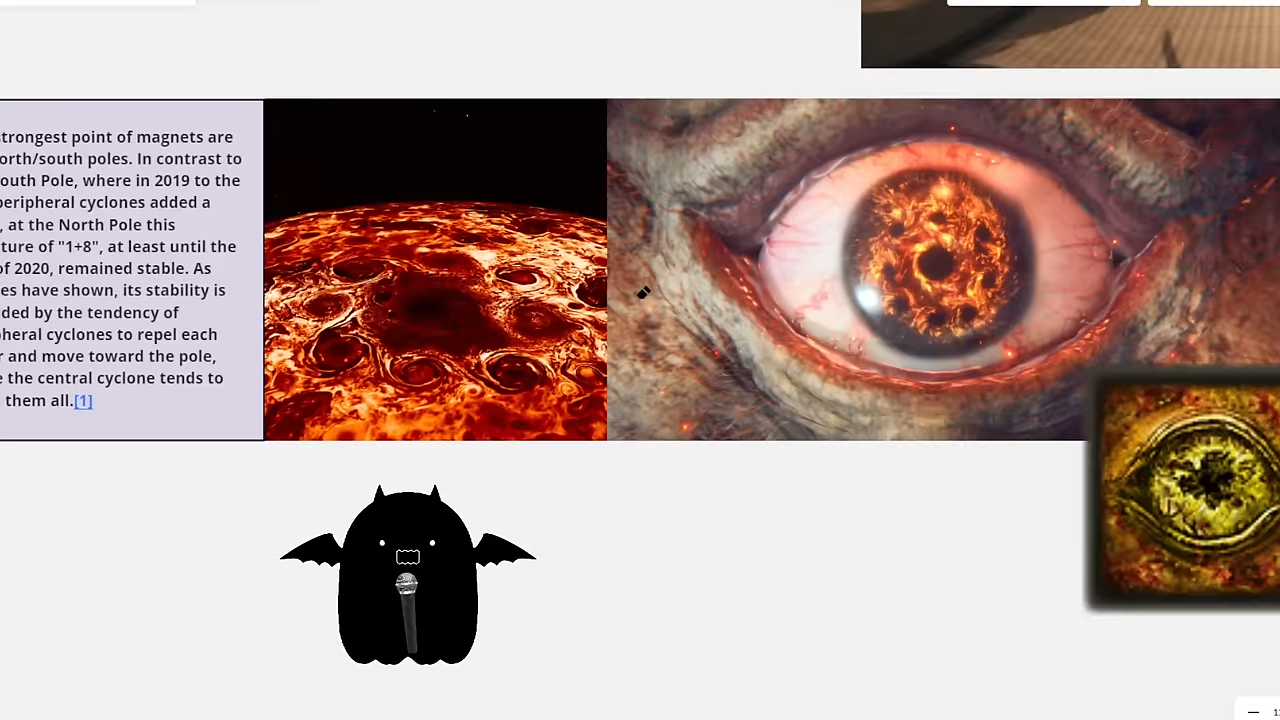 strongest point of magnets are
orth/south poles. In contrast to
outh Pole, where in 2019 to the
peripheral cyclones added a
, at the North Pole this
ture of "1+8", at least until the
of 2020, remained stable. As
es have shown, its stability is
ded by the tendency of
pheral cyclones to repel each
r and move toward the pole,
e the central cyclone tends to
them all.[1]